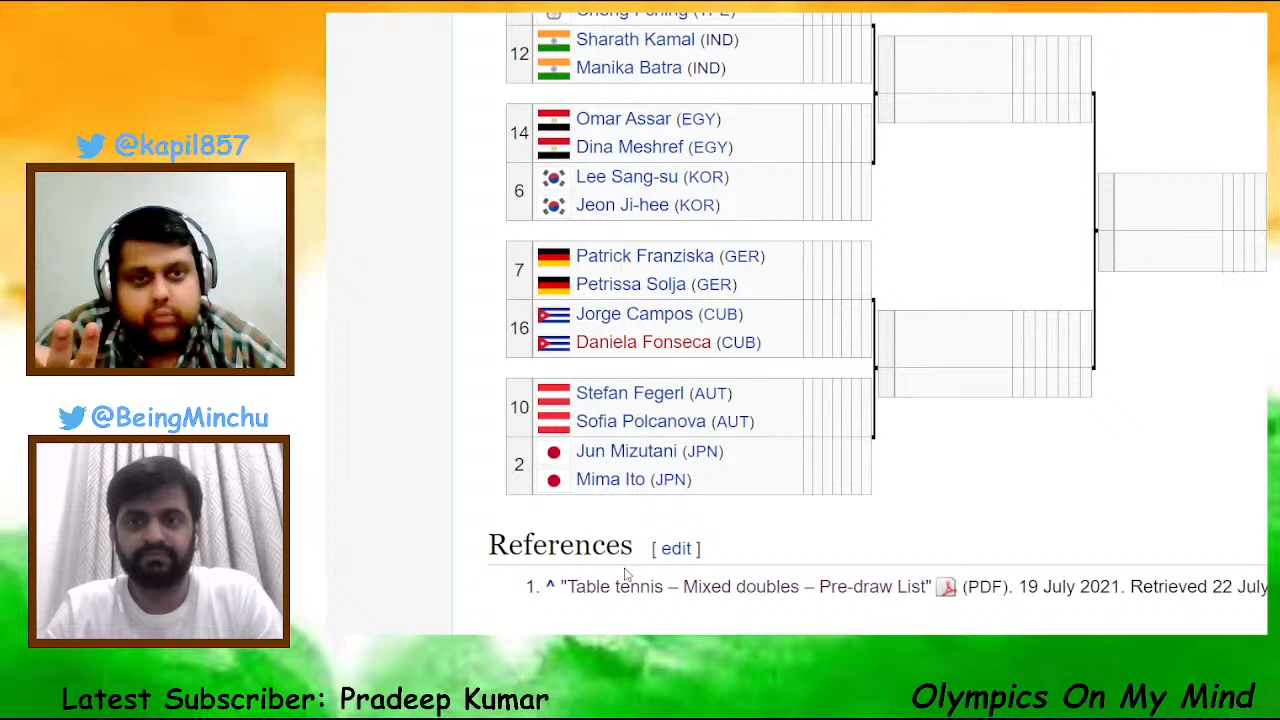 @kapil857
@BeingMinchu
12
Sharath Kamal (IND)
Manika Batra (IND)
14
Omar Assar (EGY)
Dina Meshref (EGY)
6
Lee Sang-su (KOR)
Jeon Ji-hee (KOR)
7
Patrick Franziska (GER)
Petrissa Solja (GER)
16
Jorge Campos (CUB)
Daniela Fonseca (CUB)
10
Stefan Fegerl (AUT)
Sofia Polcanova (AUT)
2
Jun Mizutani (JPN)
Mima Ito (JPN)
References [ edit ]
1. ^ "Table tennis – Mixed doubles – Pre-draw List" (PDF). 19 July 2021. Retrieved 22 July
Latest Subscriber: Pradeep Kumar
Olympics On My Mind